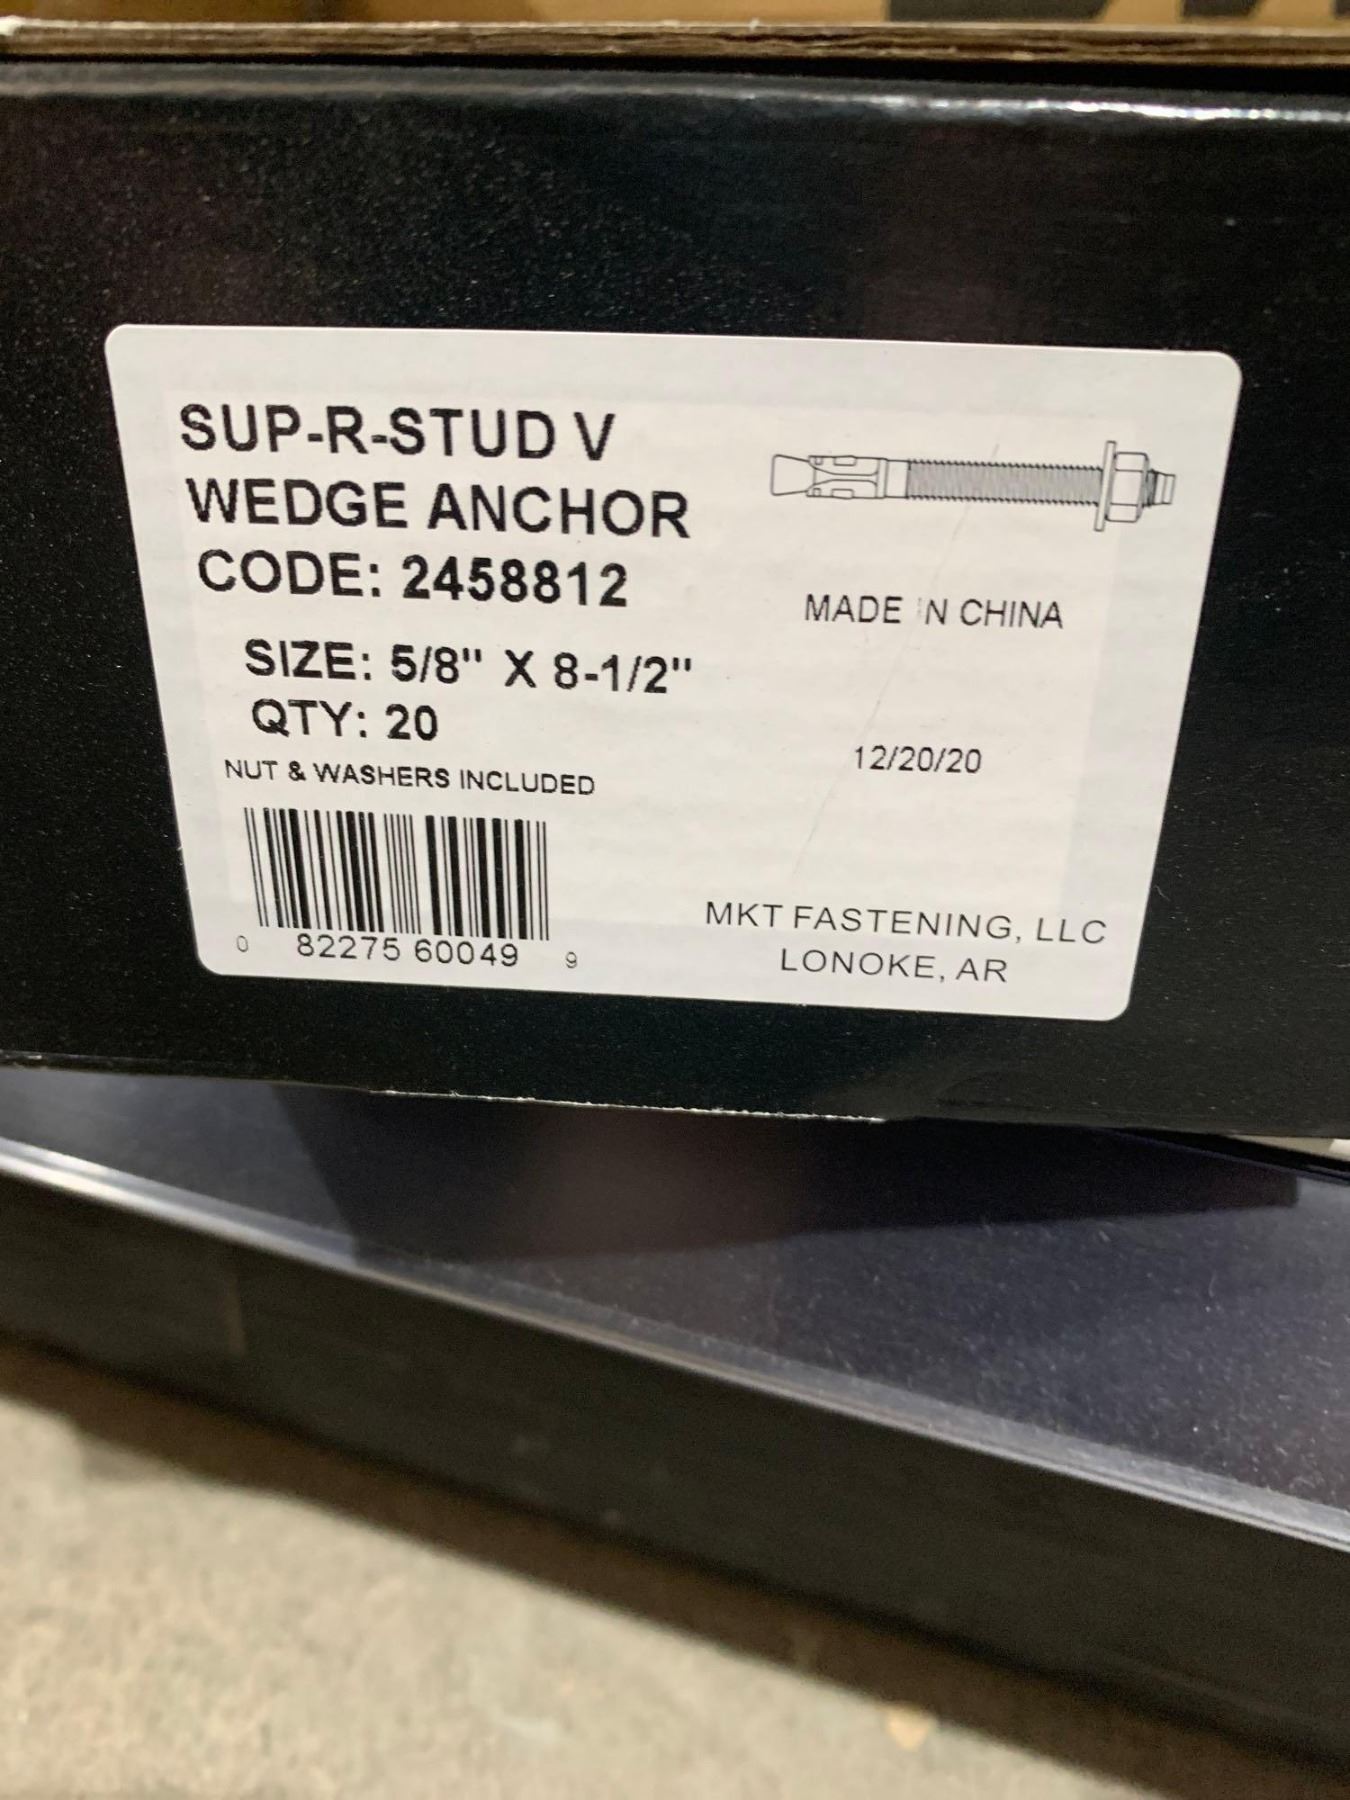 SUP-R-STUD V
WEDGE ANCHOR
CODE: 2458812
SIZE: 5/8" X 8-1/2"
QTY: 20
NUT & WASHERS INCLUDED
0 82275 60049 9
MADE IN CHINA
12/20/20
MKT FASTENING, LLC
LONOKE, AR